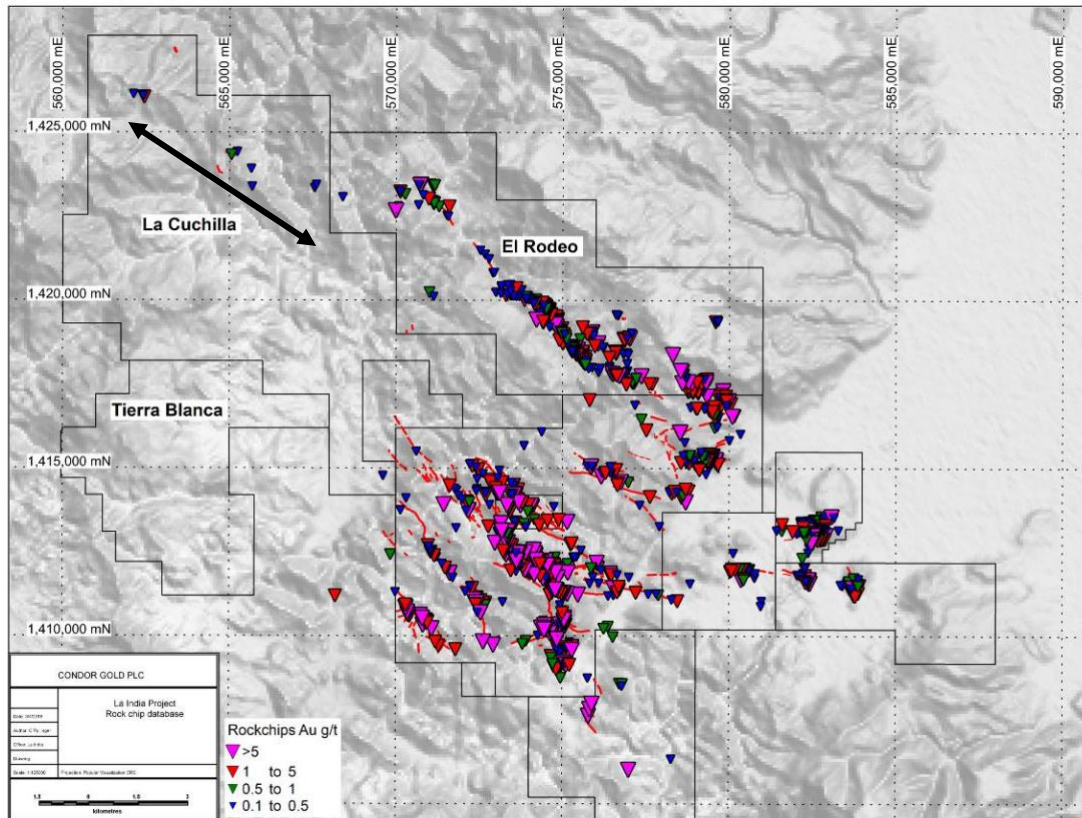 560,000 mE
565,000 mE
570,000 mE
575,000 mE
580,000 mE
585,000 mE
590,000 mE
1,425,000 mN
La Cuchilla
El Rodeo
1,420,000 mN
Tierra Blanca
1,415,000 mN
1,410,000 mN
CONDOR GOLD PLC
La India Project
Rock chip database
Rockchips Au g/t
>5
1 to 5
0.5 to 1
0.1 to 0.5
kilometres